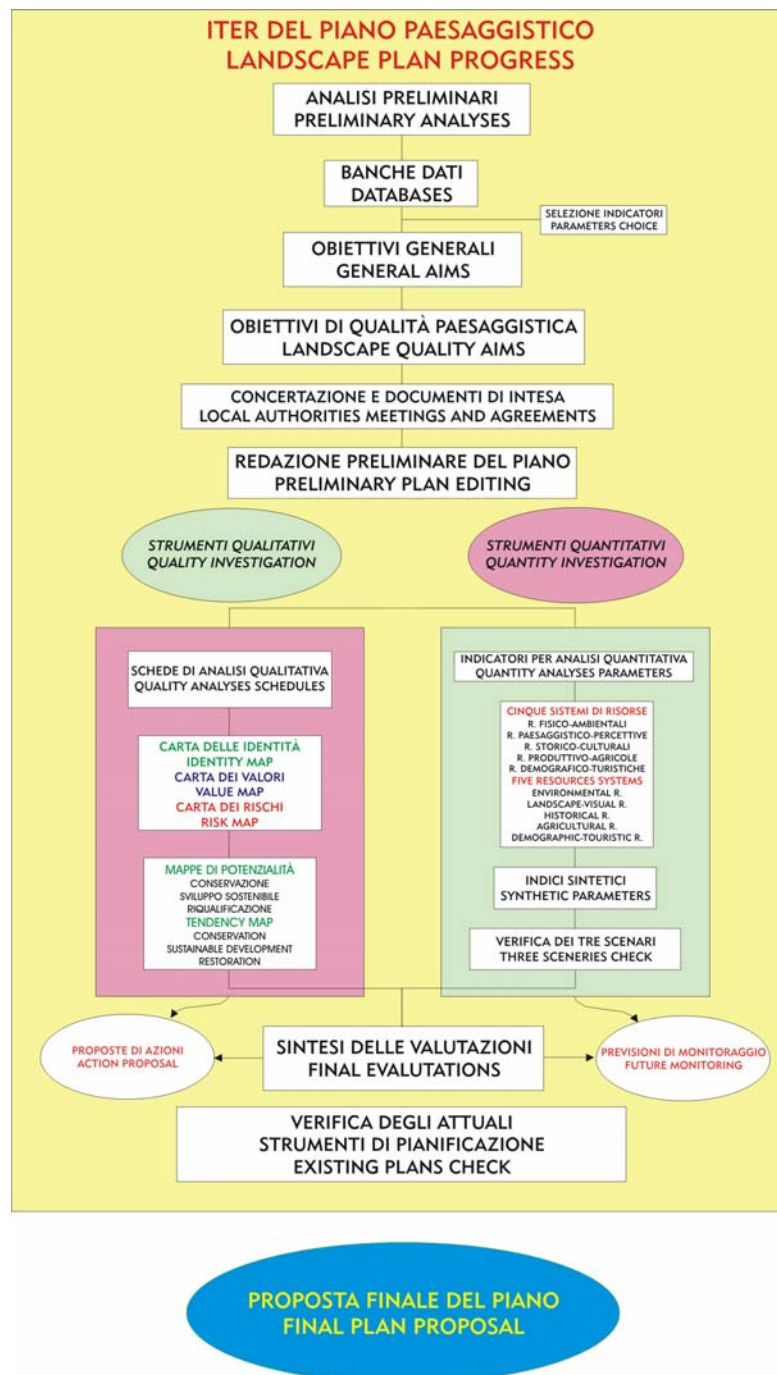 ITER DEL PIANO PAESAGGISTICO
LANDSCAPE PLAN PROGRESS
ANALISI PRELIMINARI
PRELIMINARY ANALYSES
BANCHE DATI
DATABASES
SELEZIONE INDICATORI
PARAMETERS CHOICE
OBIETTIVI GENERALI
GENERAL AIMS
OBIETTIVI DI QUALITÀ PAESAGGISTICA
LANDSCAPE QUALITY AIMS
CONCERTAZIONE E DOCUMENTI DI INTESA
LOCAL AUTHORITIES MEETINGS AND AGREEMENTS
REDAZIONE PRELIMINARE DEL PIANO
PRELIMINARY PLAN EDITING
STRUMENTI QUALITATIVI
QUALITY INVESTIGATION
STRUMENTI QUANTITATIVI
QUANTITY INVESTIGATION
SCHEDE DI ANALISI QUALITATIVA
QUALITY ANALYSES SCHEDULES
CARTA DELLE IDENTITÀ
IDENTITY MAP
CARTA DEI VALORI
VALUE MAP
CARTA DEI RISCHI
RISK MAP
MAPPE DI POTENZIALITÀ
CONSERVAZIONE
SVILUPPO SOSTENIBILE
RIQUALIFICAZIONE
TENDENCY MAP
CONSERVATION
SUSTAINABLE DEVELOPMENT
RESTORATION
INDICATORI PER ANALISI QUANTITATIVA
QUANTITY ANALYSES PARAMETERS
CINQUE SISTEMI DI RISORSE
R. FISICO-AMBIENTALI
R. PAESAGGISTICO-PERCETTIVE
R. STORICO-CULTURALI
R. PRODUTTIVO-AGRICOLE
R. DEMOGRAFICO-TURISTICHE
FIVE RESOURCES SYSTEMS
ENVIRONMENTAL R.
LANDSCAPE-VISUAL R.
HISTORICAL R.
AGRICULTURAL R.
DEMOGRAPHIC-TOURISTIC R.
INDICI SINTETICI
SYNTHETIC PARAMETERS
VERIFICA DEI TRE SCENARI
THREE SCENERIES CHECK
PROPOSTE DI AZIONI
ACTION PROPOSAL
SINTESI DELLE VALUTAZIONI
FINAL EVALUTATIONS
PREVISIONI DI MONITORAGGIO
FUTURE MONITORING
VERIFICA DEGLI ATTUALI
STRUMENTI DI PIANIFICAZIONE
EXISTING PLANS CHECK
PROPOSTA FINALE DEL PIANO
FINAL PLAN PROPOSAL